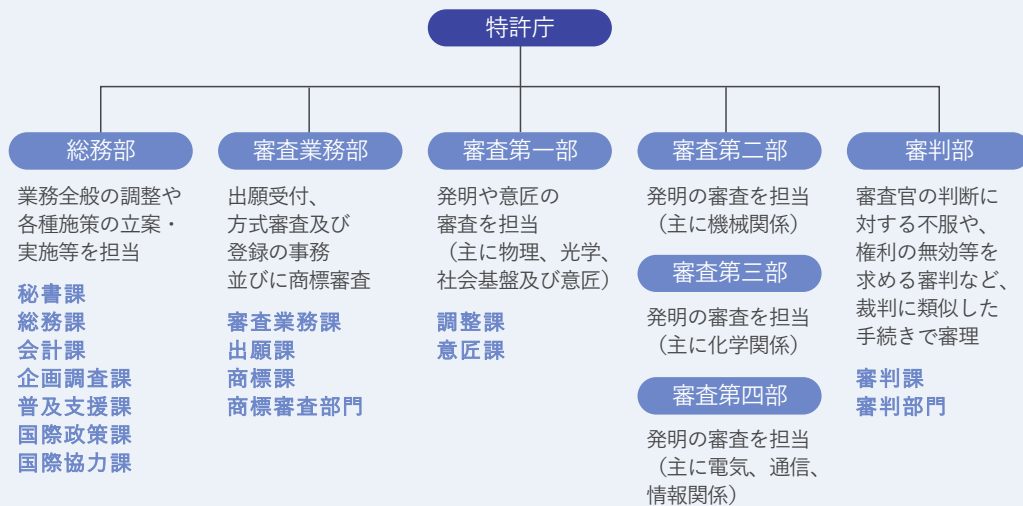 特許庁
総務部
業務全般の調整や
各種施策の立案・
実施等を担当
秘書課
総務課
会計課
企画調査課
普及支援課
国際政策課
国際協力課
審査業務部
出願受付、
方式審査及び
登録の事務
並びに商標審査
審査業務課
出願課
商標課
商標審査部門
審査第一部
発明や意匠の
審査を担当
（主に物理、光学、
社会基盤及び意匠）
調整課
意匠課
審査第二部
発明の審査を担当
（主に機械関係）
審査第三部
発明の審査を担当
（主に化学関係）
審査第四部
発明の審査を担当
（主に電気、通信、
情報関係）
審判部
審査官の判断に
対する不服や、
権利の無効等を
求める審判など、
裁判に類似した
手続きで審理
審判課
審判部門